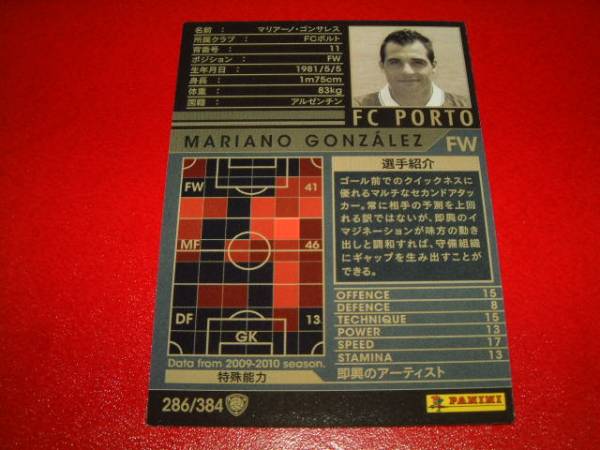 名前 : マリアーノ・ゴンサレス
所属クラブ : FCポルト
背番号 : 11
ポジション : FW
生年月日 : 1981/5/5
身長 : 1m75cm
体重 : 83kg
国籍 : アルゼンチン
FC PORTO
MARIANO GONZÁLEZ FW
FW 41
MF 46
DF 13
GK
Data from 2009-2010 season.
選手紹介
ゴール前でのクイックネスに
優れるマルチなセカンドアタッ
カー。常に相手の予測を上回
れる訳ではないが、即興のイ
マジネーションが味方の動き
出しと調和すれば、守備組織
にギャップを生み出すことが
できる。
OFFENCE 15
DEFENCE 8
TECHNIQUE 15
POWER 13
SPEED 17
STAMINA 13
特殊能力 即興のアーティスト
286/384
PANINI